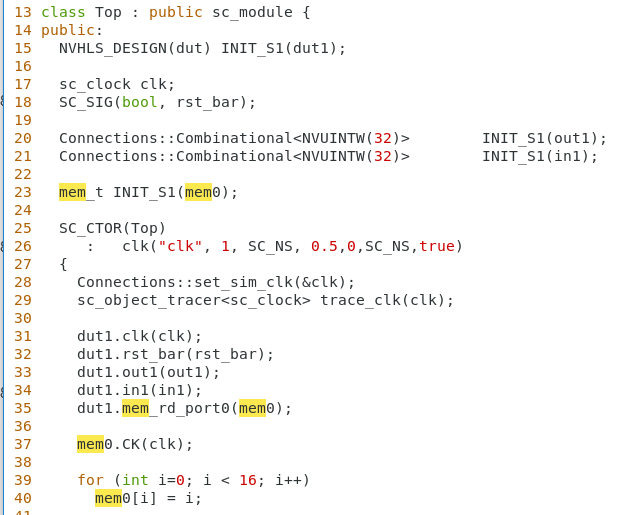 13 class Top : public sc_module {
14 public:
15   NVHLS_DESIGN(dut) INIT_S1(dut1);
16
17   sc_clock clk;
18   SC_SIG(bool, rst_bar);
19
20   Connections::Combinational<NVUINTW(32)>        INIT_S1(out1);
21   Connections::Combinational<NVUINTW(32)>        INIT_S1(in1);
22
23   mem_t INIT_S1(mem0);
24
25   SC_CTOR(Top)
26      :   clk("clk", 1, SC_NS, 0.5,0,SC_NS,true)
27   {
28     Connections::set_sim_clk(&clk);
29     sc_object_tracer<sc_clock> trace_clk(clk);
30
31     dut1.clk(clk);
32     dut1.rst_bar(rst_bar);
33     dut1.out1(out1);
34     dut1.in1(in1);
35     dut1.mem_rd_port0(mem0);
36
37     mem0.CK(clk);
38
39     for (int i=0; i < 16; i++)
40       mem0[i] = i;